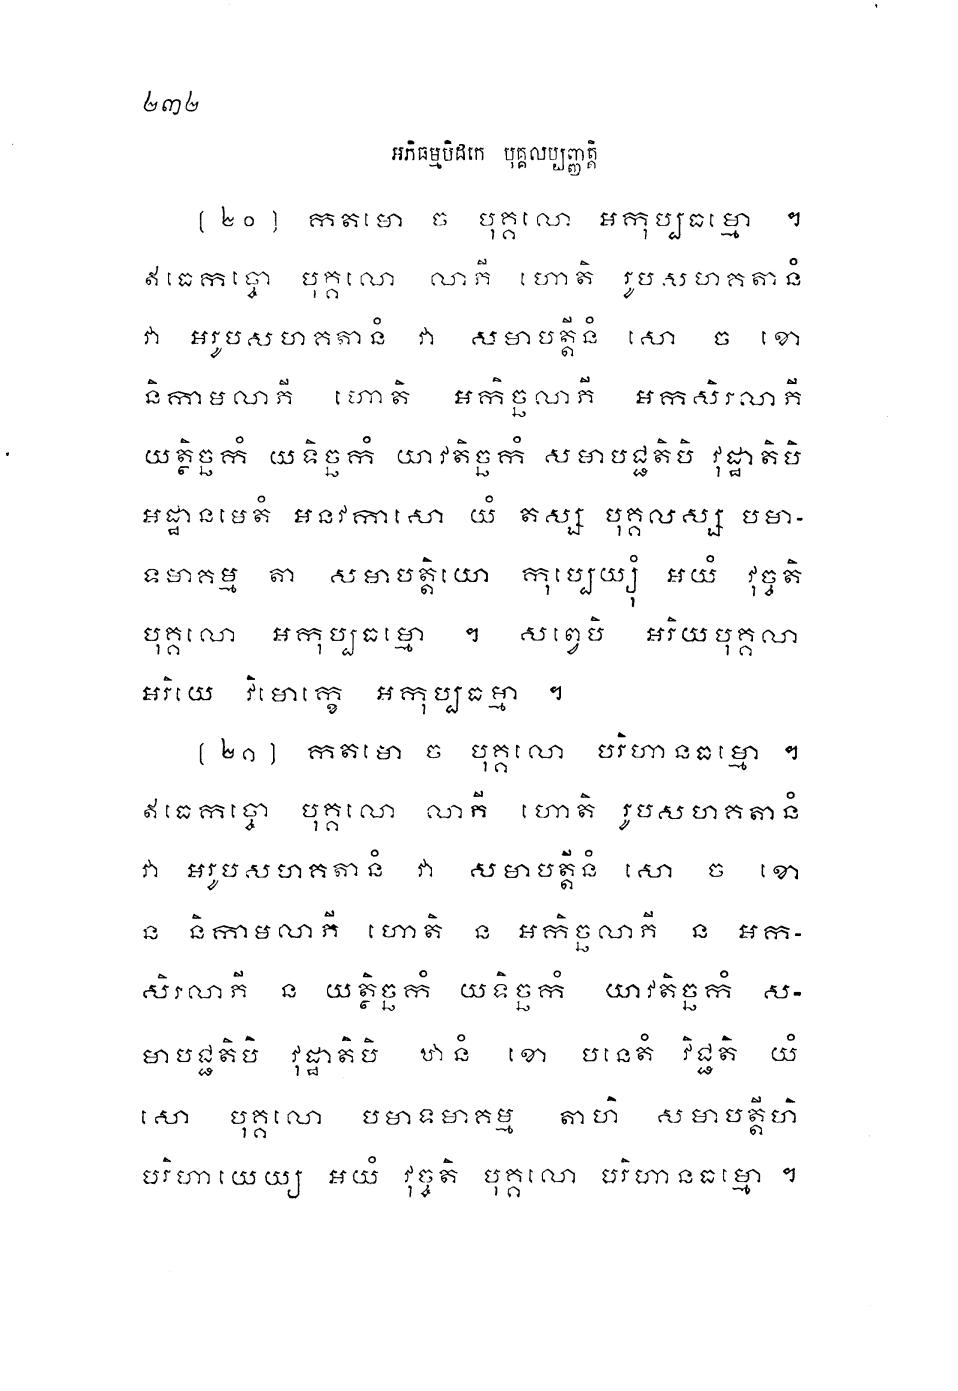 ២៣២
អភិធម្មបិដកេ បុគ្គលប្បញ្ញត្តិ
(២០) កតមោ ច បុគ្គលោ អកុប្បធម្មោ ។
ឥធេកច្ចោ បុគ្គលោ លាភី ហោតិ រូបសហគតានំ
វា អរូបសហគតានំ វា សមាបត្តីនំ សោ ច ខោ
និកាមលាភី ហោតិ អកិច្ឆលាភី អកសិរលាភី
យត្ថិច្ឆកំ យទិច្ឆកំ យាវតិច្ឆកំ សមាបជ្ជតិបិ វុដ្ឋាតិបិ
អដ្ឋានមេតំ អនវកាសោ យំ តស្ស បុគ្គលស្ស បមា-
ទមាគម្ម តា សមាបត្តិយោ កុប្បេយ្យុំ អយំ វុច្ចតិ
បុគ្គលោ អកុប្បធម្មោ ។ សព្វេបិ អរិយបុគ្គលា
អរិយេ វិមោក្ខេ អកុប្បធម្មា ។
(២១) កតមោ ច បុគ្គលោ បរិហានធម្មោ ។
ឥធេកច្ចោ បុគ្គលោ លាភី ហោតិ រូបសហគតានំ
វា អរូបសហគតានំ វា សមាបត្តីនំ សោ ច ខោ
ន និកាមលាភី ហោតិ ន អកិច្ឆលាភី ន អក-
សិរលាភី ន យត្ថិច្ឆកំ យទិច្ឆកំ យាវតិច្ឆកំ ស-
មាបជ្ជតិបិ វុដ្ឋាតិបិ ឋានំ ខោ បនេតំ វិជ្ជតិ យំ
សោ បុគ្គលោ បមាទមាគម្ម តាហិ សមាបត្តីហិ
បរិហាយេយ្យ អយំ វុច្ចតិ បុគ្គលោ បរិហានធម្មោ ។